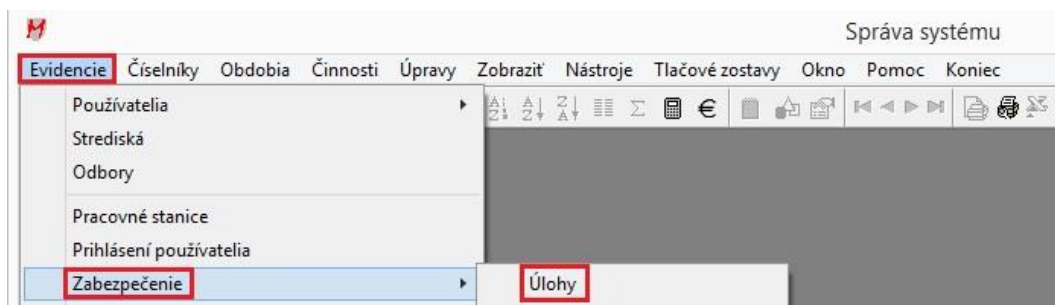 Správa systému
Evidencie Číselníky Obdobia Činnosti Úpravy Zobraziť Nástroje Tlačové zostavy Okno Pomoc Koniec
Používatelia
Strediská
Odbory
Pracovné stanice
Prihlásení používatelia
Zabezpečenie Úlohy